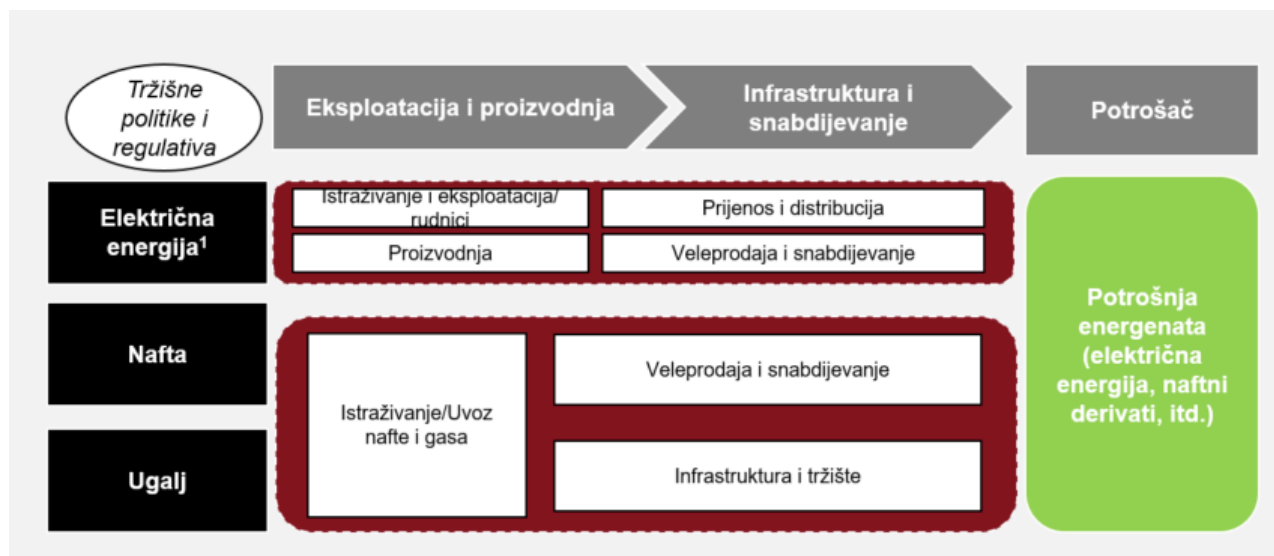 Tržišne
politike i
regulativa
Eksploatacija i proizvodnja
Infrastruktura i
snabdijevanje
Potrošač
Električna
energija¹
Istraživanje i eksploatacija/
rudnici
Prijenos i distribucija
Proizvodnja
Veleprodaja i snabdijevanje
Nafta
Ugalj
Istraživanje/Uvoz
nafte i gasa
Veleprodaja i snabdijevanje
Infrastruktura i tržište
Potrošnja
energenata
(električna
energija, naftni
derivati, itd.)